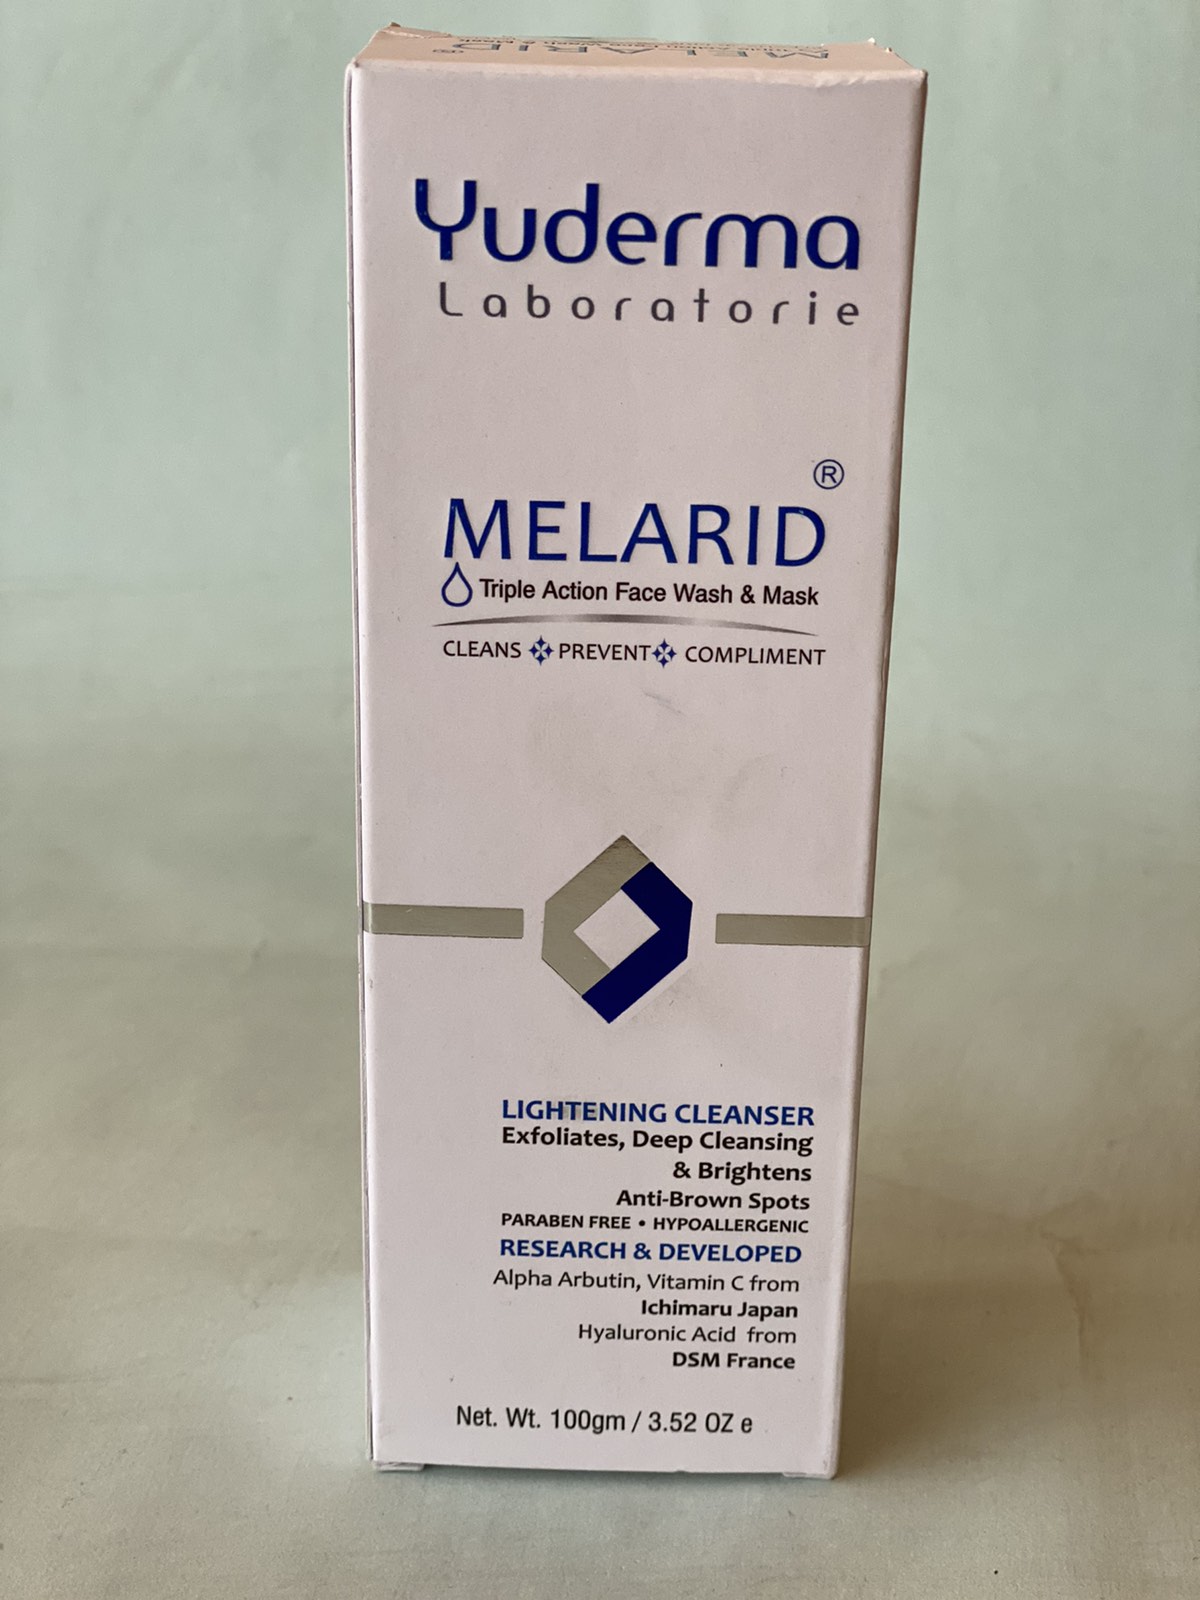 MELARID®
Yuderma
Laboratorie
MELARID®
Triple Action Face Wash & Mask
CLEANS PREVENT COMPLIMENT
LIGHTENING CLEANSER
Exfoliates, Deep Cleansing
& Brightens
Anti-Brown Spots
PARABEN FREE • HYPOALLERGENIC
RESEARCH & DEVELOPED
Alpha Arbutin, Vitamin C from
Ichimaru Japan
Hyaluronic Acid from
DSM France
Net. Wt. 100gm / 3.52 OZ e